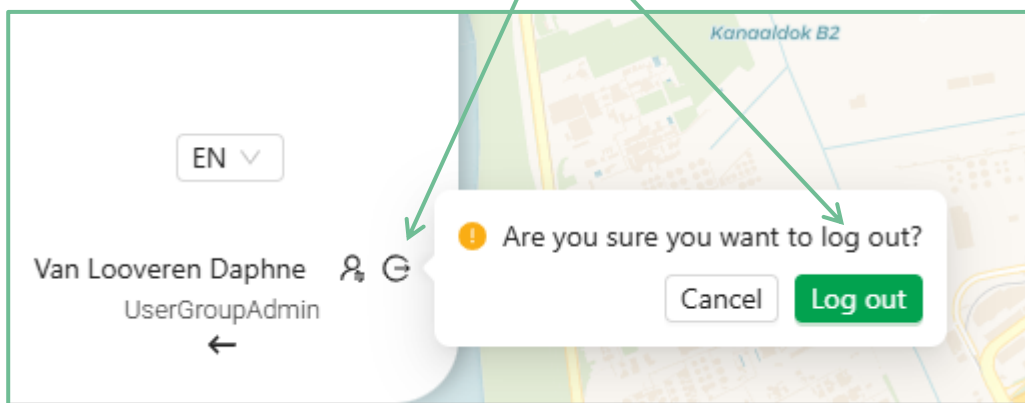 Kanaaldok B2
EN
Are you sure you want to log out?
Van Looveren Daphne
Cancel
Log out
UserGroupAdmin